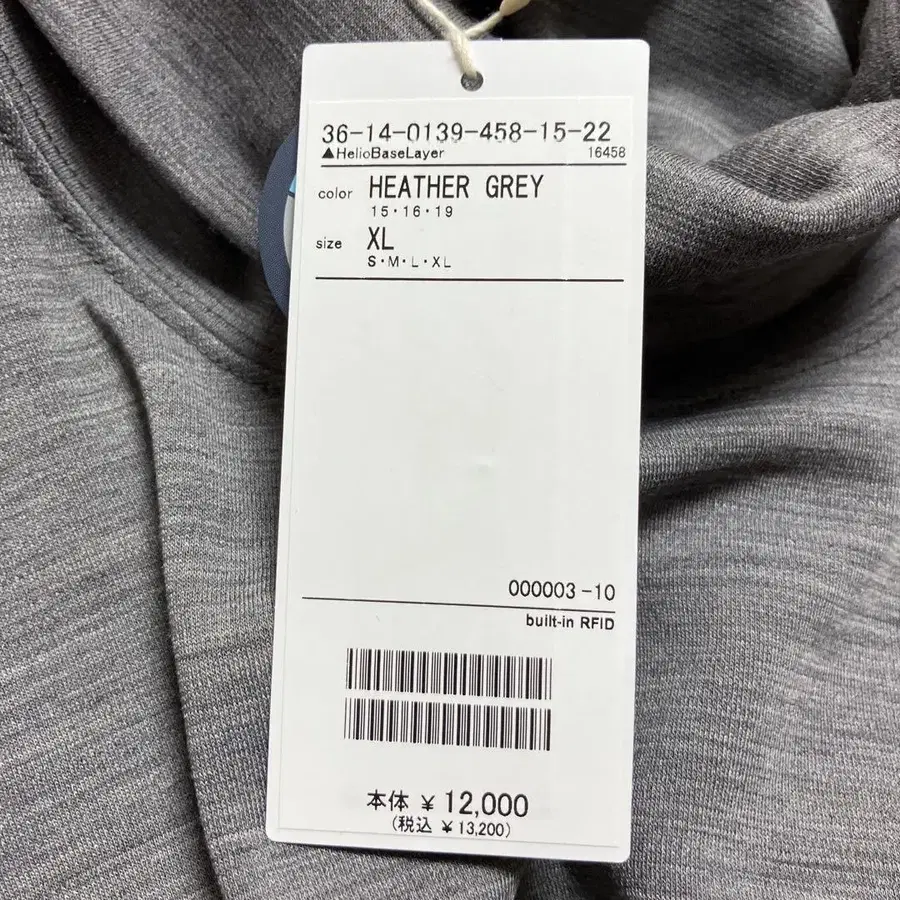 36-14-0139-458-15-22
▲HelioBaseLayer 16458
color HEATHER GREY
15・16・19
size XL
S・M・L・XL
000003-10
built-in RFID
本体 ¥12,000
(税込 ¥13,200)